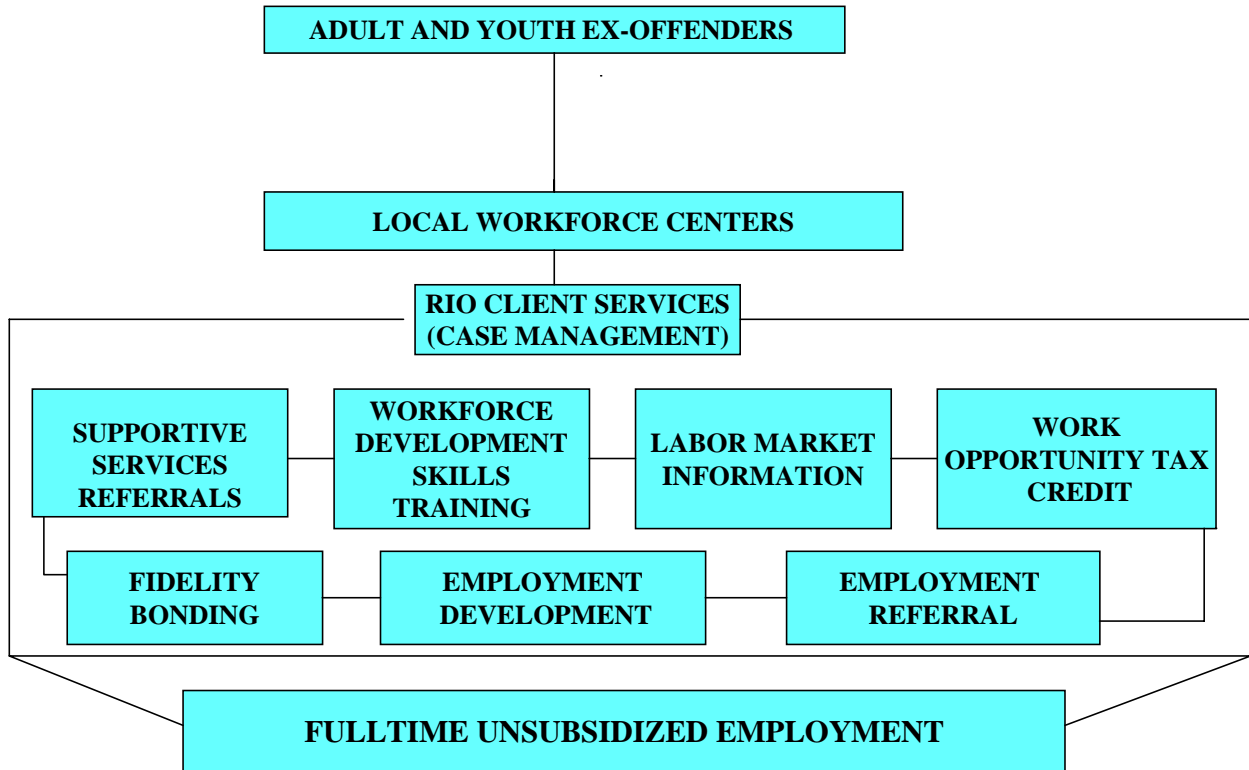 ADULT AND YOUTH EX-OFFENDERS
LOCAL WORKFORCE CENTERS
RIO CLIENT SERVICES
(CASE MANAGEMENT)
SUPPORTIVE
SERVICES
REFERRALS
WORKFORCE
DEVELOPMENT
SKILLS
TRAINING
LABOR MARKET
INFORMATION
WORK
OPPORTUNITY TAX
CREDIT
FIDELITY
BONDING
EMPLOYMENT
DEVELOPMENT
EMPLOYMENT
REFERRAL
FULLTIME UNSUBSIDIZED EMPLOYMENT